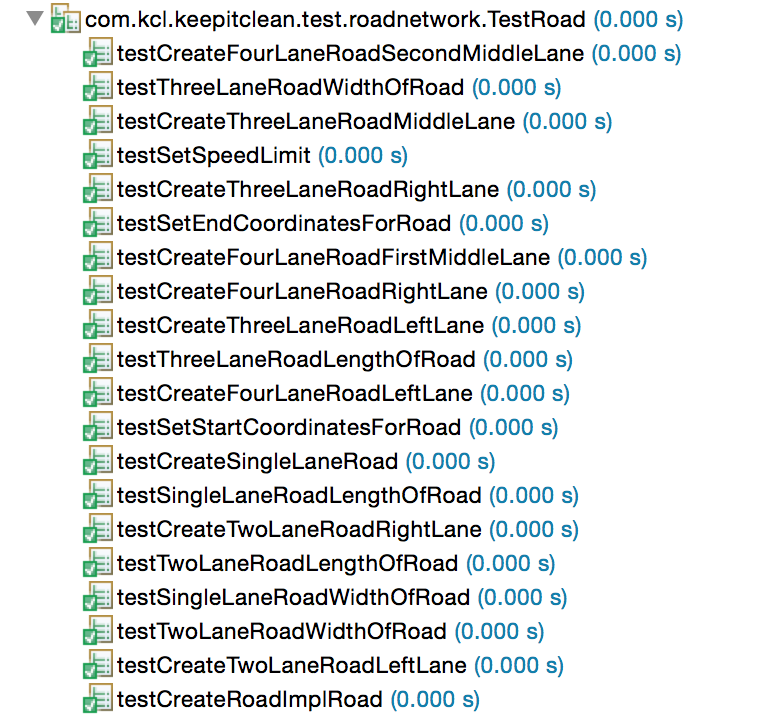 com.kcl.keepitclean.test.roadnetwork.TestRoad (0.000 s)
testCreateFourLaneRoadSecondMiddleLane (0.000 s)
testThreeLaneRoadWidthOfRoad (0.000 s)
testCreateThreeLaneRoadMiddleLane (0.000 s)
testSetSpeedLimit (0.000 s)
testCreateThreeLaneRoadRightLane (0.000 s)
testSetEndCoordinatesForRoad (0.000 s)
testCreateFourLaneRoadFirstMiddleLane (0.000 s)
testCreateFourLaneRoadRightLane (0.000 s)
testCreateThreeLaneRoadLeftLane (0.000 s)
testThreeLaneRoadLengthOfRoad (0.000 s)
testCreateFourLaneRoadLeftLane (0.000 s)
testSetStartCoordinatesForRoad (0.000 s)
testCreateSingleLaneRoad (0.000 s)
testSingleLaneRoadLengthOfRoad (0.000 s)
testCreateTwoLaneRoadRightLane (0.000 s)
testTwoLaneRoadLengthOfRoad (0.000 s)
testSingleLaneRoadWidthOfRoad (0.000 s)
testTwoLaneRoadWidthOfRoad (0.000 s)
testCreateTwoLaneRoadLeftLane (0.000 s)
testCreateRoadImplRoad (0.000 s)